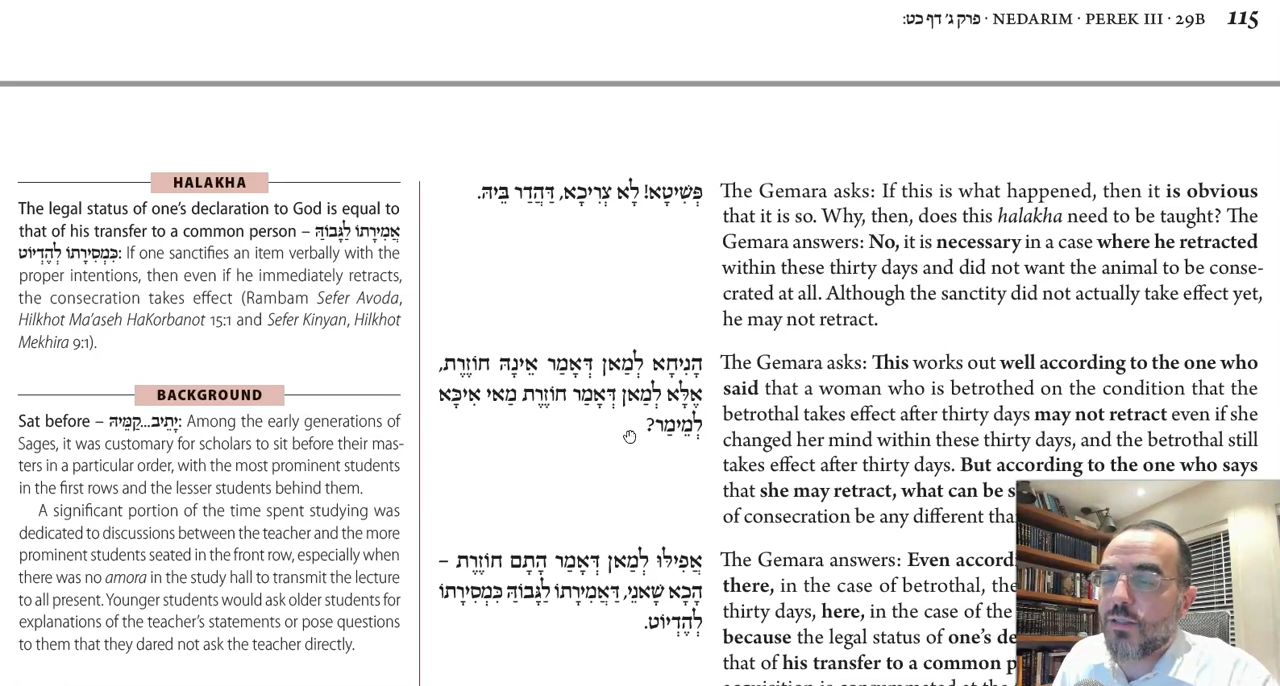 פרק ג׳ דף כט: · NEDARIM · PEREK III · 29B 115
HALAKHA
The legal status of one's declaration to God is equal to
that of his transfer to a common person – אֲמִירָתוֹ לַגָּבוֹהַּ
כִּמְסִירָתוֹ לְהֶדְיוֹט: If one sanctifies an item verbally with the
proper intentions, then even if he immediately retracts,
the consecration takes effect (Rambam Sefer Avoda,
Hilkhot Ma'aseh HaKorbanot 15:1 and Sefer Kinyan, Hilkhot
Mekhira 9:1).
BACKGROUND
Sat before – יָתֵיב...קַמֵּיהּ: Among the early generations of
Sages, it was customary for scholars to sit before their mas-
ters in a particular order, with the most prominent students
in the first rows and the lesser students behind them.
A significant portion of the time spent studying was
dedicated to discussions between the teacher and the more
prominent students seated in the front row, especially when
there was no amora in the study hall to transmit the lecture
to all present. Younger students would ask older students for
explanations of the teacher's statements or pose questions
to them that they dared not ask the teacher directly.
פְּשִׁיטָא! לָא צְרִיכָא, דַּהֲדַר בֵּיהּ.
הָנִיחָא לְמַאן דְּאָמַר אֵינָהּ חוֹזֶרֶת,
אֶלָּא לְמַאן דְּאָמַר חוֹזֶרֶת מַאי אִיכָּא
לְמֵימַר?
אֲפִילּוּ לְמַאן דְּאָמַר הָתָם חוֹזֶרֶת –
הָכָא שָׁאנֵי, דַּאֲמִירָתוֹ לַגָּבוֹהַּ כִּמְסִירָתוֹ
לְהֶדְיוֹט.
The Gemara asks: If this is what happened, then it is obvious
that it is so. Why, then, does this halakha need to be taught? The
Gemara answers: No, it is necessary in a case where he retracted
within these thirty days and did not want the animal to be conse-
crated at all. Although the sanctity did not actually take effect yet,
he may not retract.
The Gemara asks: This works out well according to the one who
said that a woman who is betrothed on the condition that the
betrothal takes effect after thirty days may not retract even if she
changed her mind within these thirty days, and the betrothal still
takes effect after thirty days. But according to the one who says
that she may retract, what can be s
of consecration be any different tha
The Gemara answers: Even accord
there, in the case of betrothal, the
thirty days, here, in the case of the
because the legal status of one's de
that of his transfer to a common p